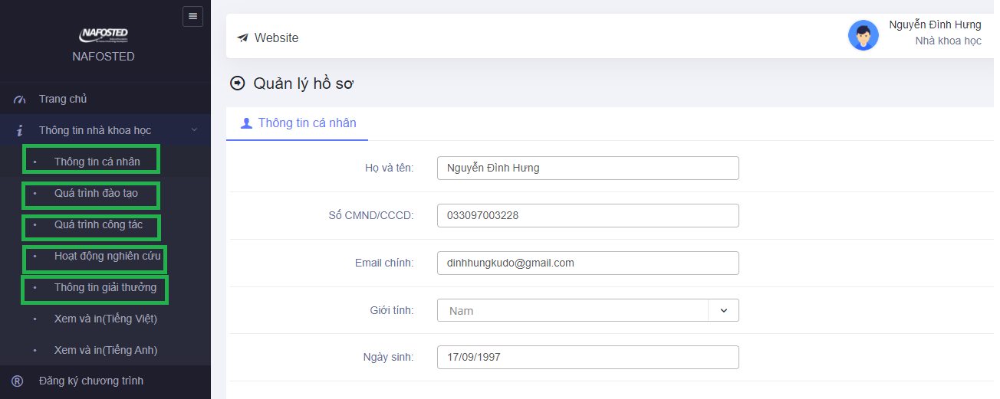 NAFOSTED
NAFOSTED
Trang chủ
Thông tin nhà khoa học
Thông tin cá nhân
Quá trình đào tạo
Quá trình công tác
Hoạt động nghiên cứu
Thông tin giải thưởng
Xem và in(Tiếng Việt)
Xem và in(Tiếng Anh)
Đăng ký chương trình
Website
Nguyễn Đình Hưng
Nhà khoa học
Quản lý hồ sơ
Thông tin cá nhân
Họ và tên: Nguyễn Đình Hưng
Số CMND/CCCD: 033097003228
Email chính: dinhhungkudo@gmail.com
Giới tính: Nam
Ngày sinh: 17/09/1997